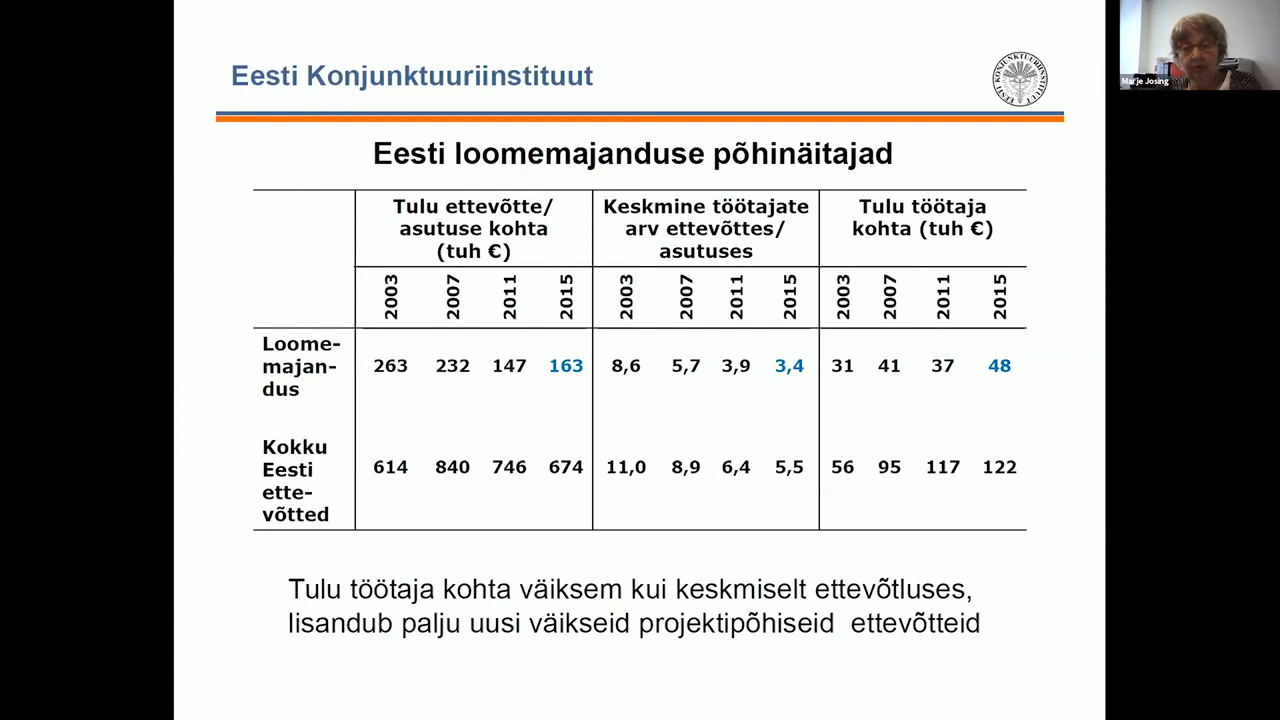 Eesti Konjunktuuriinstituut
EESTI KONJUNKTUURIINSTITUUT
Marje Josing
Eesti loomemajanduse põhinäitajad
Tulu ettevõtte/
asutuse kohta
(tuh €)
Keskmine töötajate
arv ettevõttes/
asutuses
Tulu töötaja
kohta (tuh €)
2003 2007 2011 2015 2003 2007 2011 2015 2003 2007 2011 2015
Loome-
majan-
dus
263 232 147 163 8,6 5,7 3,9 3,4 31 41 37 48
Kokku
Eesti
ette-
võtted
614 840 746 674 11,0 8,9 6,4 5,5 56 95 117 122
Tulu töötaja kohta väiksem kui keskmiselt ettevõtluses,
lisandub palju uusi väikseid projektipõhiseid ettevõtteid